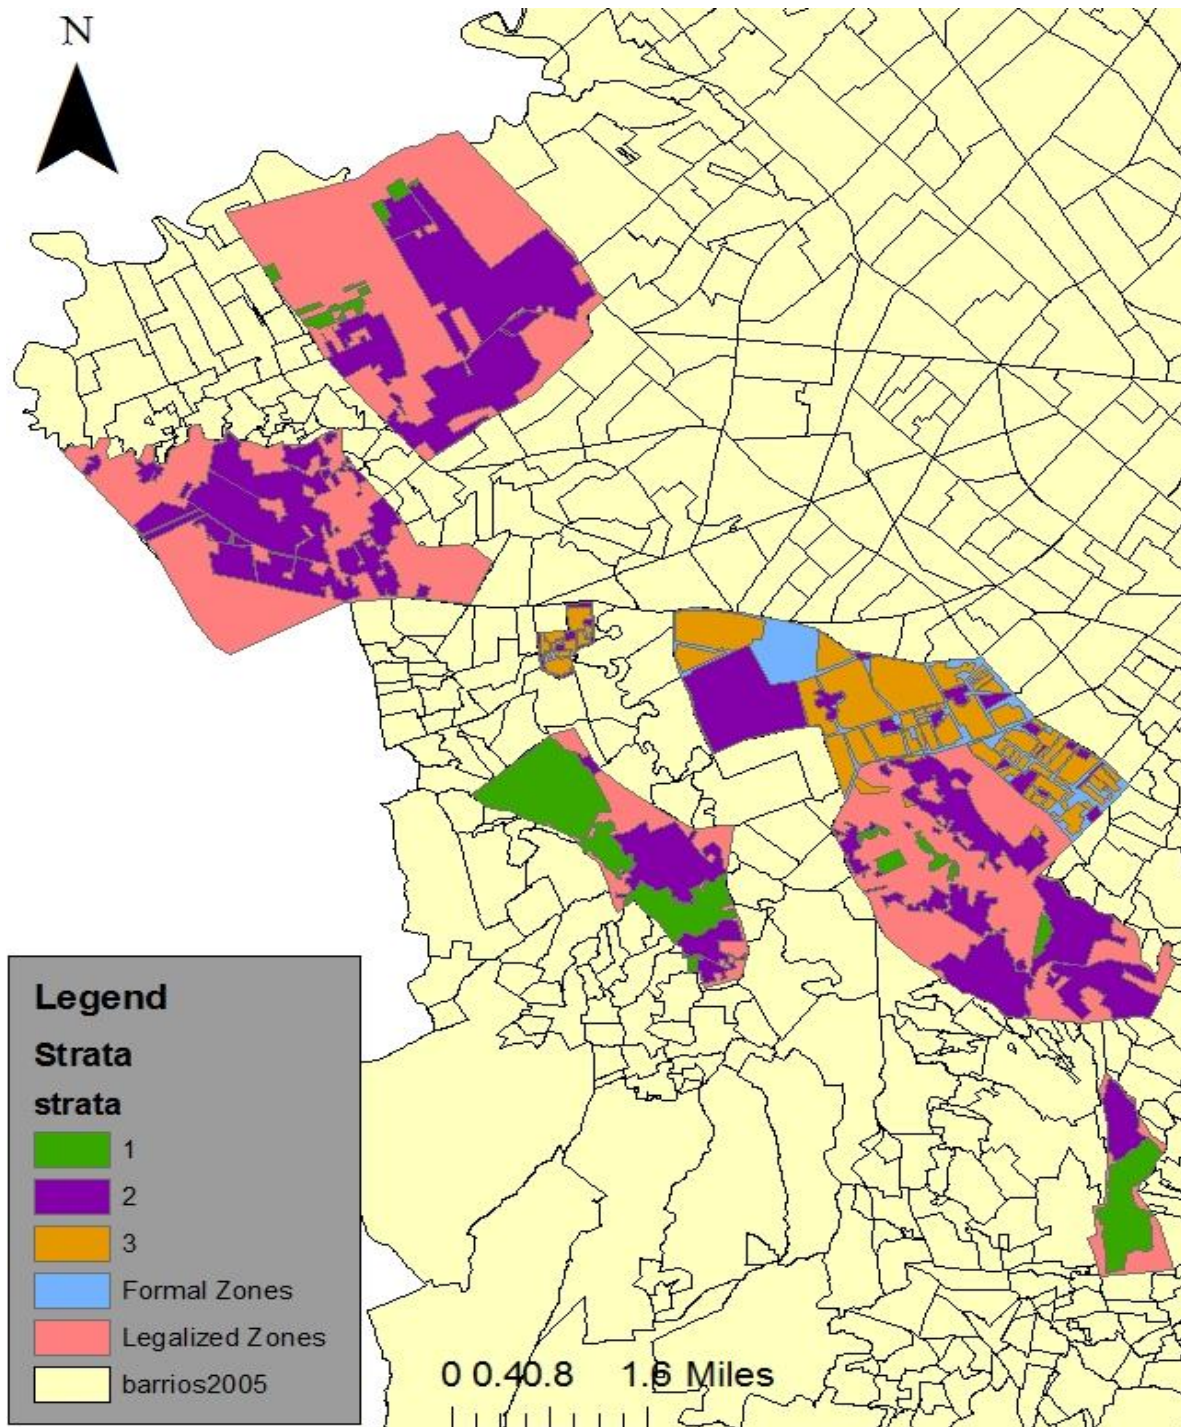 N
Legend
Strata
strata
1
2
3
Formal Zones
Legalized Zones
barrios2005
0 0.40.8 1.6 Miles